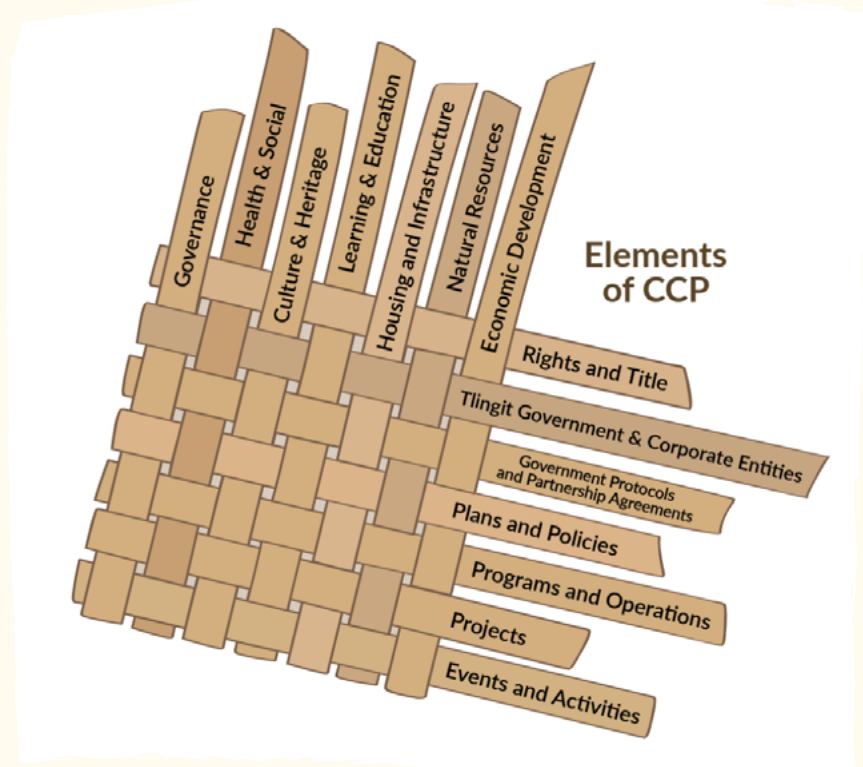 Governance
Health & Social
Culture & Heritage
Learning & Education
Housing and Infrastructure
Natural Resources
Economic Development
Elements
of CCP
Rights and Title
Tlingit Government & Corporate Entities
Government Protocols
and Partnership Agreements
Plans and Policies
Programs and Operations
Projects
Events and Activities